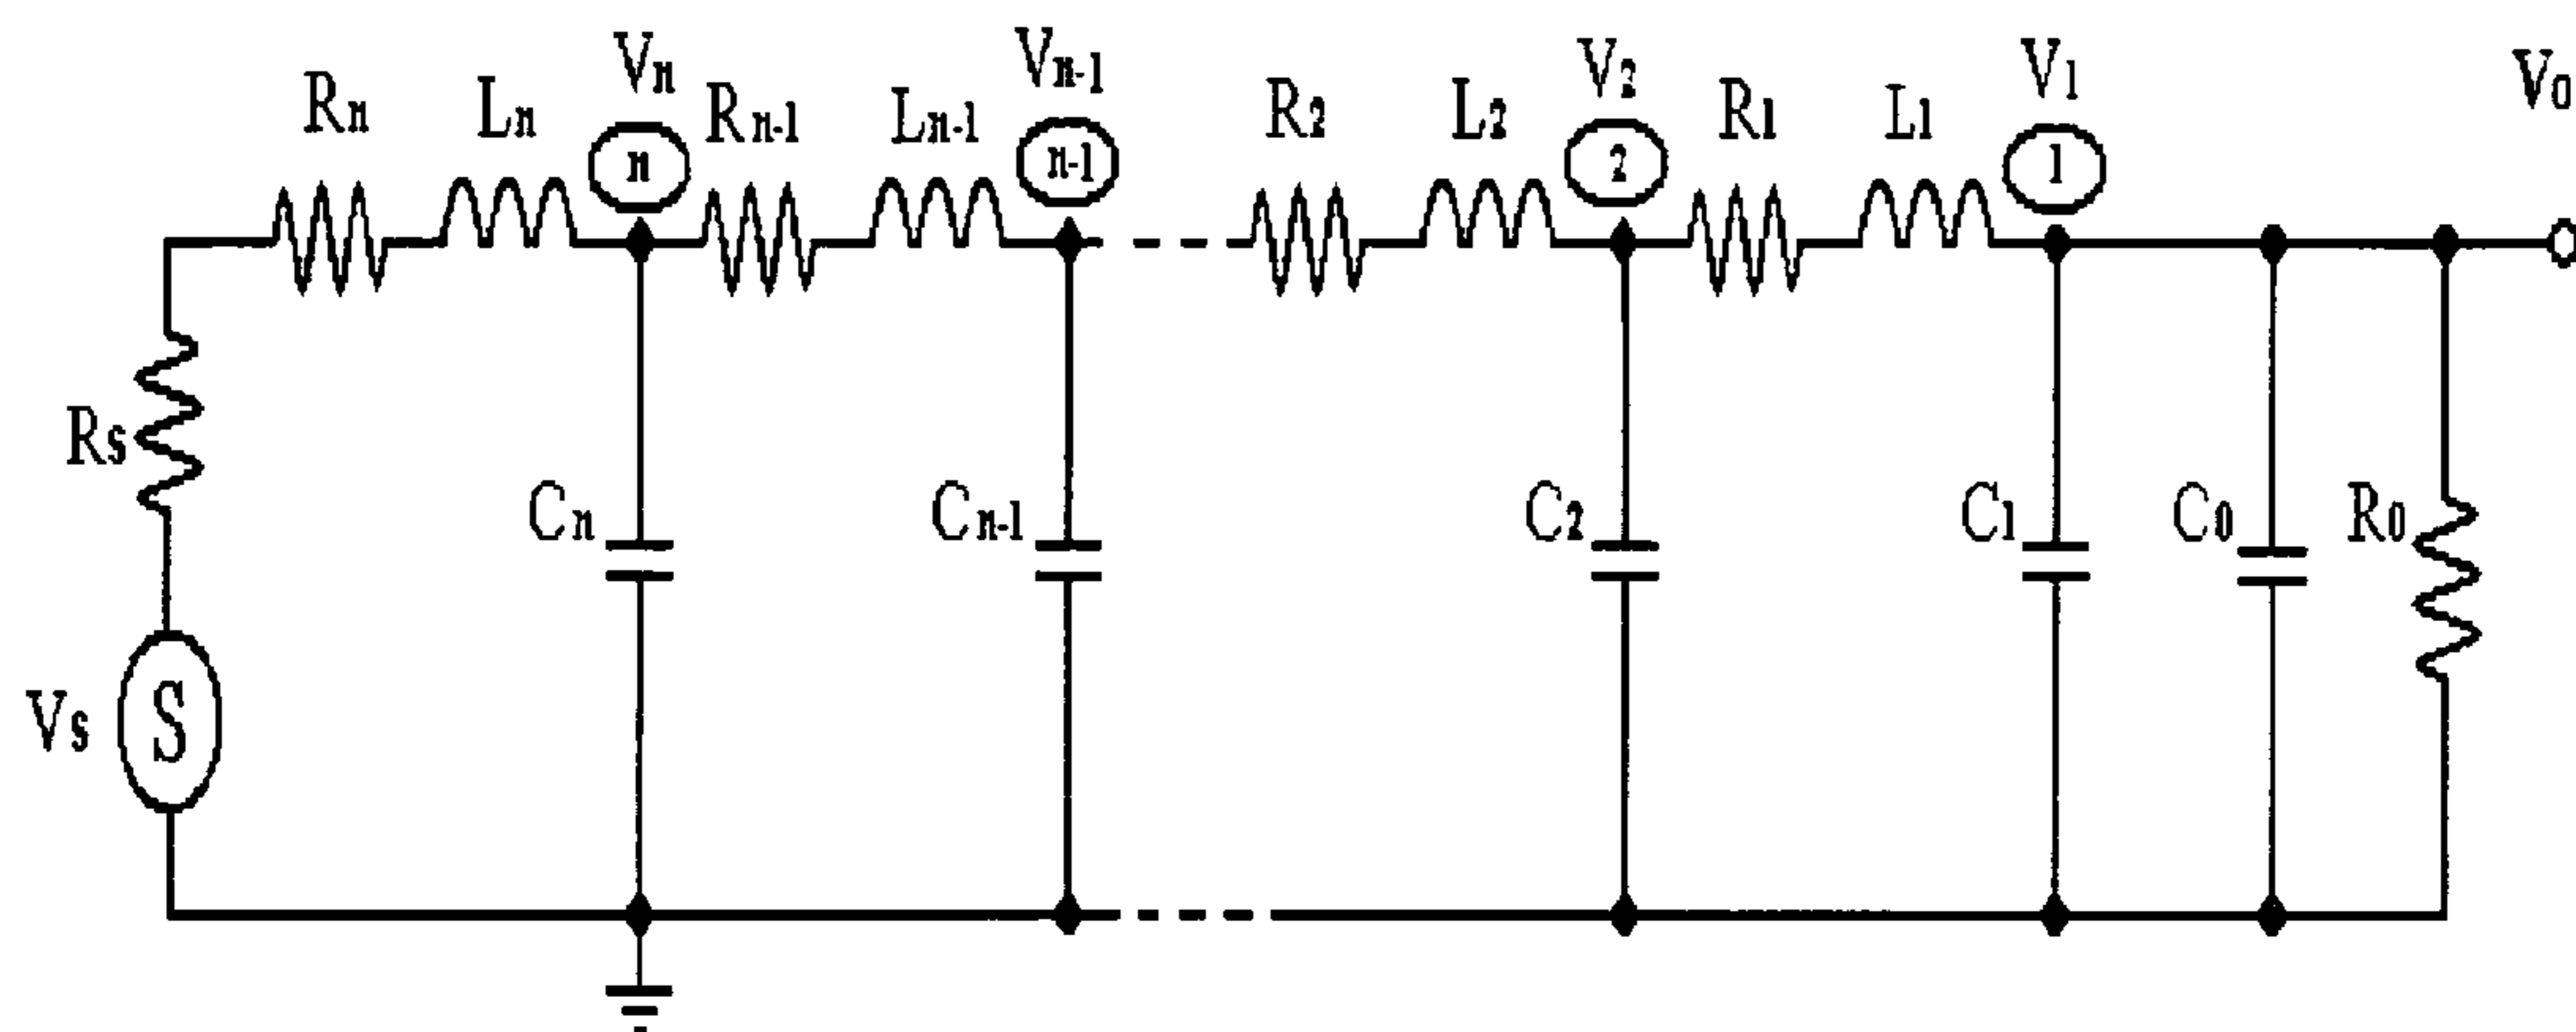 Rn Ln Vn Rn-1 Ln-1 Vn-1 R2 L2 V2 R1 L1 V1 V0
n n-1 2 1
Rs Cn Cn-1 C2 C1 C0 R0
Vs S